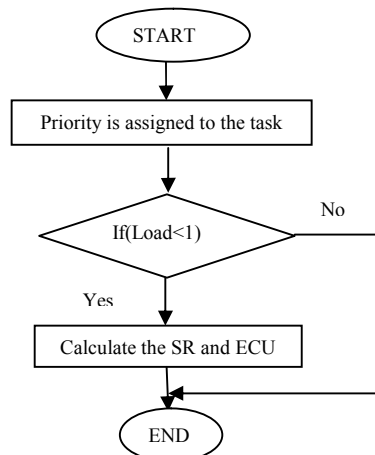 START
Priority is assigned to the task
If(Load<1)
No
Yes
Calculate the SR and ECU
END